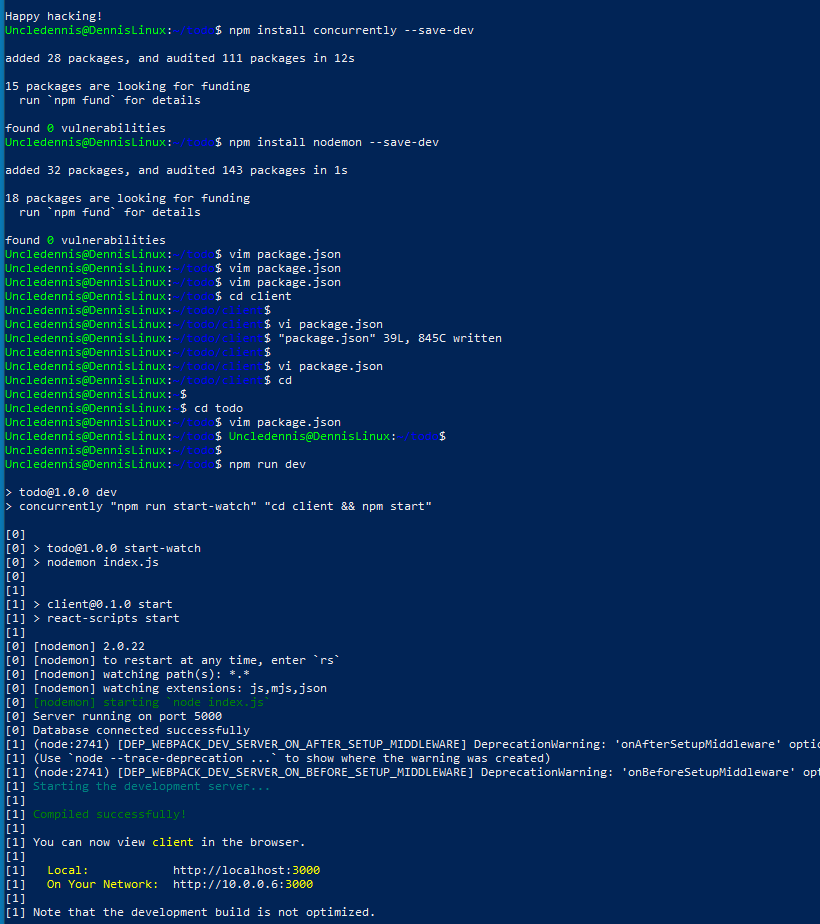 Happy hacking!
Uncledennis@DennisLinux:~/todo$ npm install concurrently --save-dev
added 28 packages, and audited 111 packages in 12s
15 packages are looking for funding
run `npm fund` for details
found 0 vulnerabilities
Uncledennis@DennisLinux:~/todo$ npm install nodemon --save-dev
added 32 packages, and audited 143 packages in 1s
18 packages are looking for funding
run `npm fund` for details
found 0 vulnerabilities
Uncledennis@DennisLinux:~/todo$ vim package.json
Uncledennis@DennisLinux:~/todo$ vim package.json
Uncledennis@DennisLinux:~/todo$ vim package.json
Uncledennis@DennisLinux:~/todo$ cd client
Uncledennis@DennisLinux:~/todo/client$
Uncledennis@DennisLinux:~/todo/client$ vi package.json
Uncledennis@DennisLinux:~/todo/client$ "package.json" 39L, 845C written
Uncledennis@DennisLinux:~/todo/client$
Uncledennis@DennisLinux:~/todo/client$ vi package.json
Uncledennis@DennisLinux:~/todo/client$ cd
Uncledennis@DennisLinux:~$
Uncledennis@DennisLinux:~$ cd todo
Uncledennis@DennisLinux:~/todo$ vim package.json
Uncledennis@DennisLinux:~/todo$ Uncledennis@DennisLinux:~/todo$
Uncledennis@DennisLinux:~/todo$
Uncledennis@DennisLinux:~/todo$ npm run dev
> todo@1.0.0 dev
> concurrently "npm run start-watch" "cd client && npm start"
[0]
[0] > todo@1.0.0 start-watch
[0] > nodemon index.js
[0]
[1]
[1] > client@0.1.0 start
[1] > react-scripts start
[1]
[0] [nodemon] 2.0.22
[0] [nodemon] to restart at any time, enter `rs`
[0] [nodemon] watching path(s): *.*
[0] [nodemon] watching extensions: js,mjs,json
[0] [nodemon] starting `node index.js`
[0] Server running on port 5000
[0] Database connected successfully
[1] (node:2741) [DEP_WEBPACK_DEV_SERVER_ON_AFTER_SETUP_MIDDLEWARE] DeprecationWarning: 'onAfterSetupMiddleware' optio
[1] (Use `node --trace-deprecation ...` to show where the warning was created)
[1] (node:2741) [DEP_WEBPACK_DEV_SERVER_ON_BEFORE_SETUP_MIDDLEWARE] DeprecationWarning: 'onBeforeSetupMiddleware' opt
[1] Starting the development server...
[1]
[1] Compiled successfully!
[1]
[1] You can now view client in the browser.
[1]
[1] Local: http://localhost:3000
[1] On Your Network: http://10.0.0.6:3000
[1]
[1] Note that the development build is not optimized.